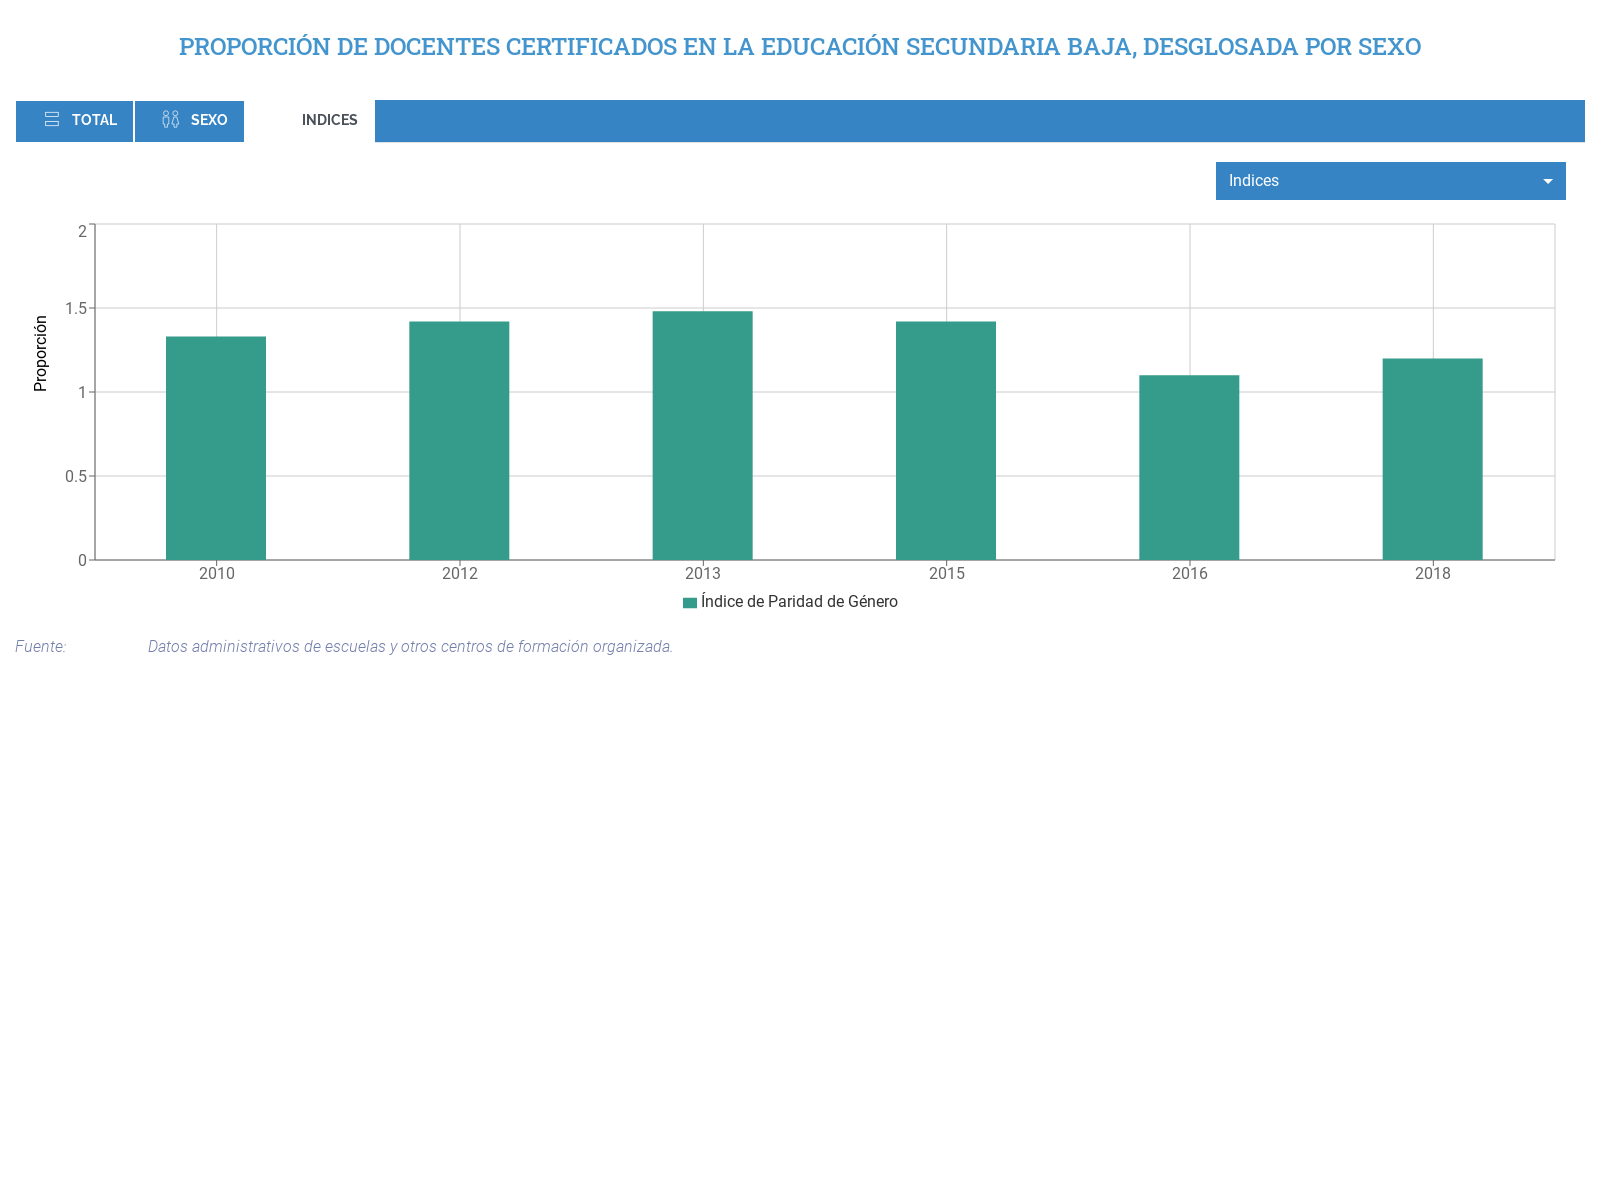 PROPORCIÓN DE DOCENTES CERTIFICADOS EN LA EDUCACIÓN SECUNDARIA BAJA, DESGLOSADA POR SEXO
TOTAL SEXO INDICES
Indices
Proporción
2
1.5
1
0.5
0
2010 2012 2013 2015 2016 2018
Índice de Paridad de Género
Fuente: Datos administrativos de escuelas y otros centros de formación organizada.